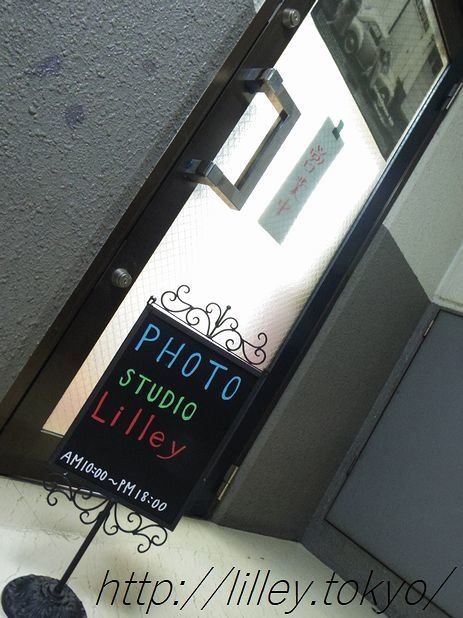 営業中
PHOTO
STUDIO
Lilley
AM10:00～PM18:00
http://lilley.tokyo/